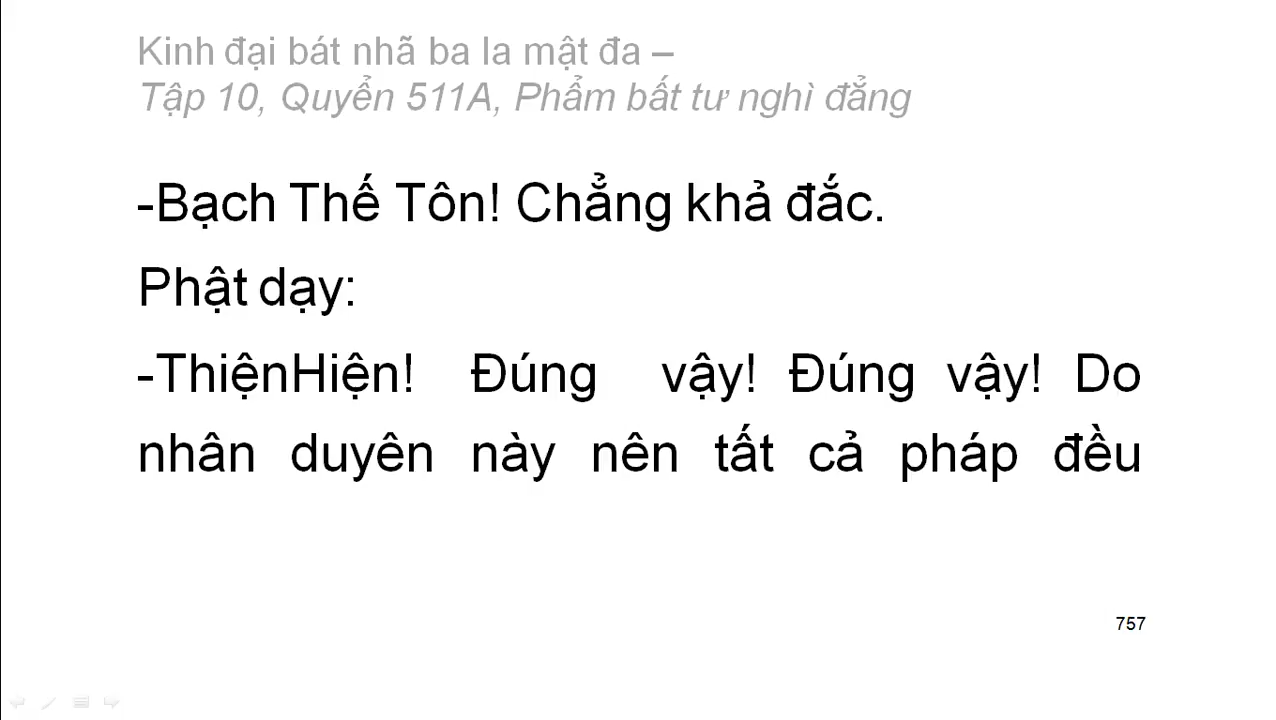 Kinh đại bát nhã ba la mật đa –
Tập 10, Quyển 511A, Phẩm bất tư nghì đẳng
-Bạch Thế Tôn! Chẳng khả đắc.
Phật dạy:
-ThiệnHiện! Đúng vậy! Đúng vậy! Do
nhân duyên này nên tất cả pháp đều
757